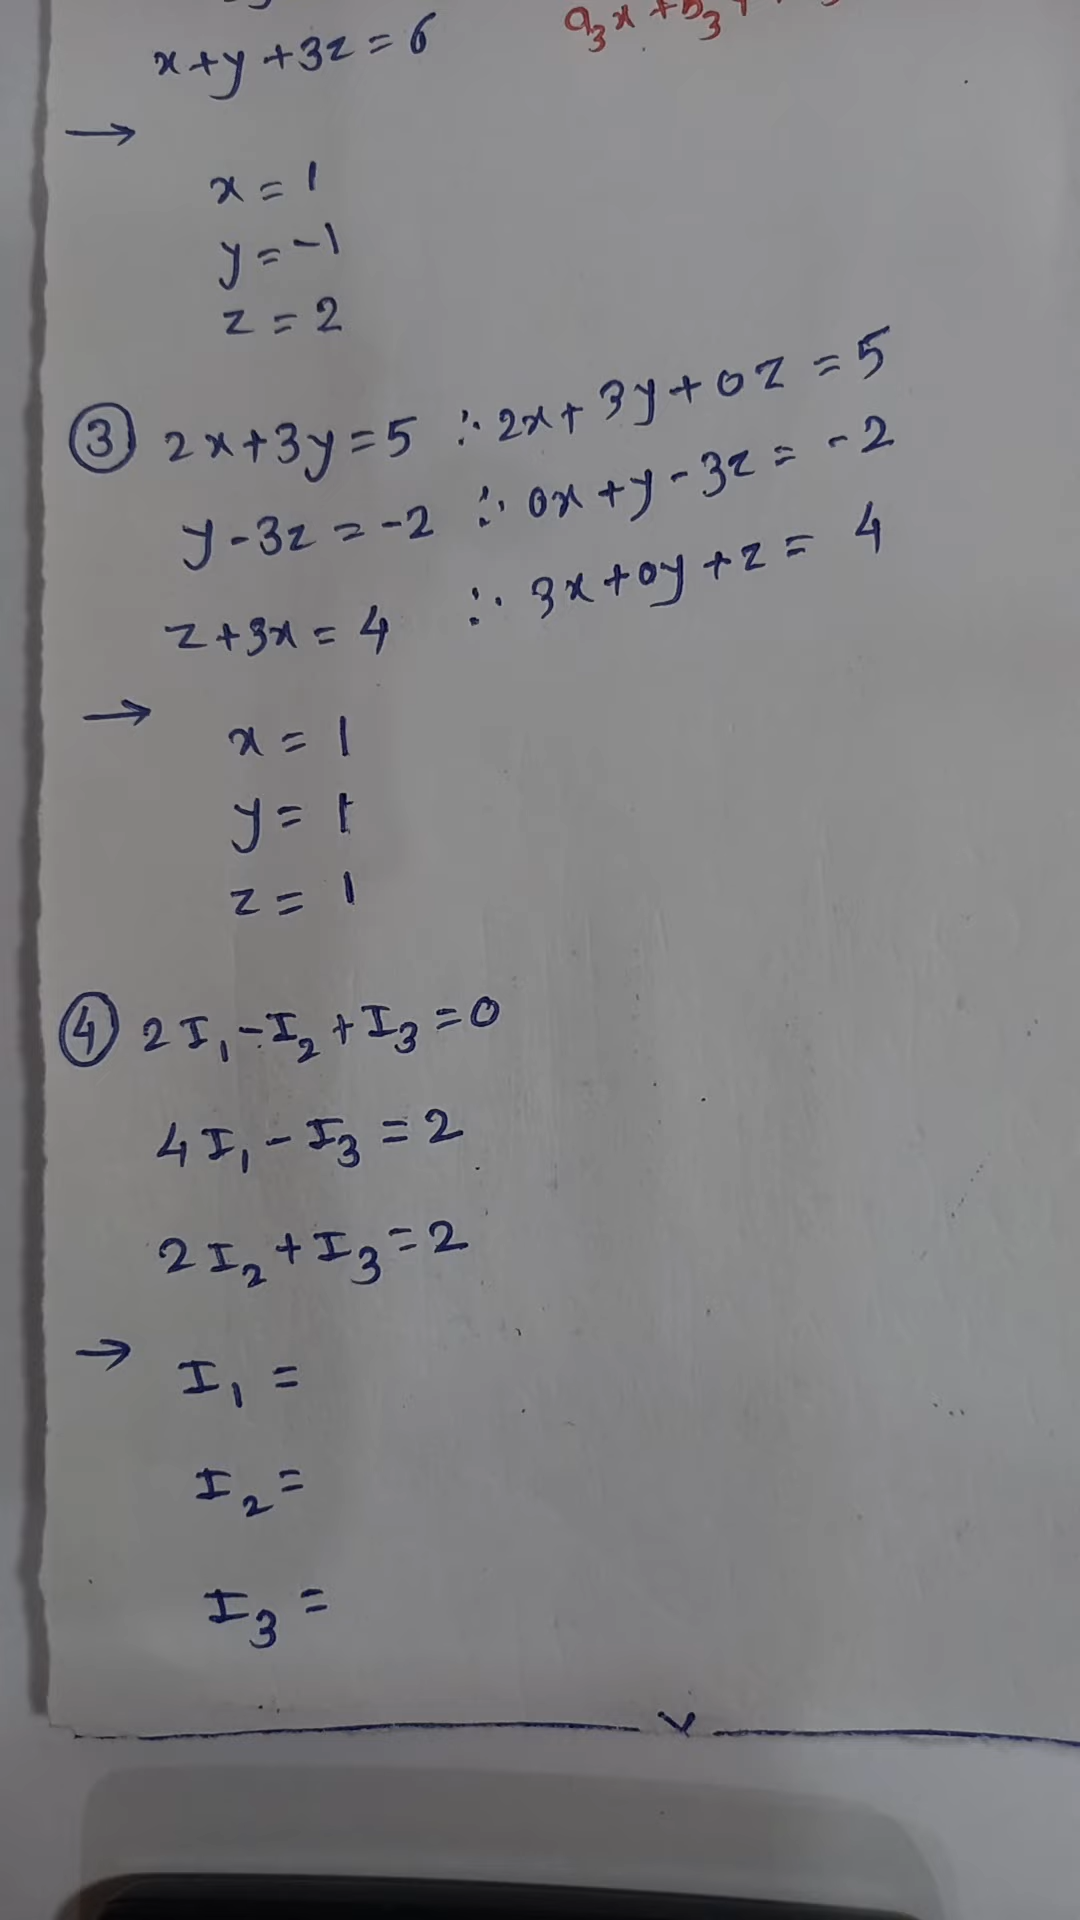 x+y+3z=6
→
x=1
y=-1
z=2
③ 2x+3y=5 ∴ 2x+3y+0z=5
y-3z=-2 ∴ 0x+y-3z=-2
z+3x=4 ∴ 3x+0y+z=4
→
x=1
y=1
z=1
④ 2I₁-I₂+I₃=0
4I₁-I₃=2
2I₂+I₃=2
→ I₁=
I₂=
I₃=